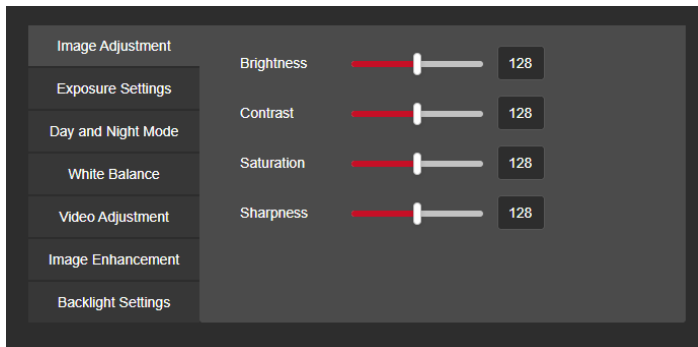 Image Adjustment
Exposure Settings
Day and Night Mode
White Balance
Video Adjustment
Image Enhancement
Backlight Settings
Brightness 128
Contrast 128
Saturation 128
Sharpness 128